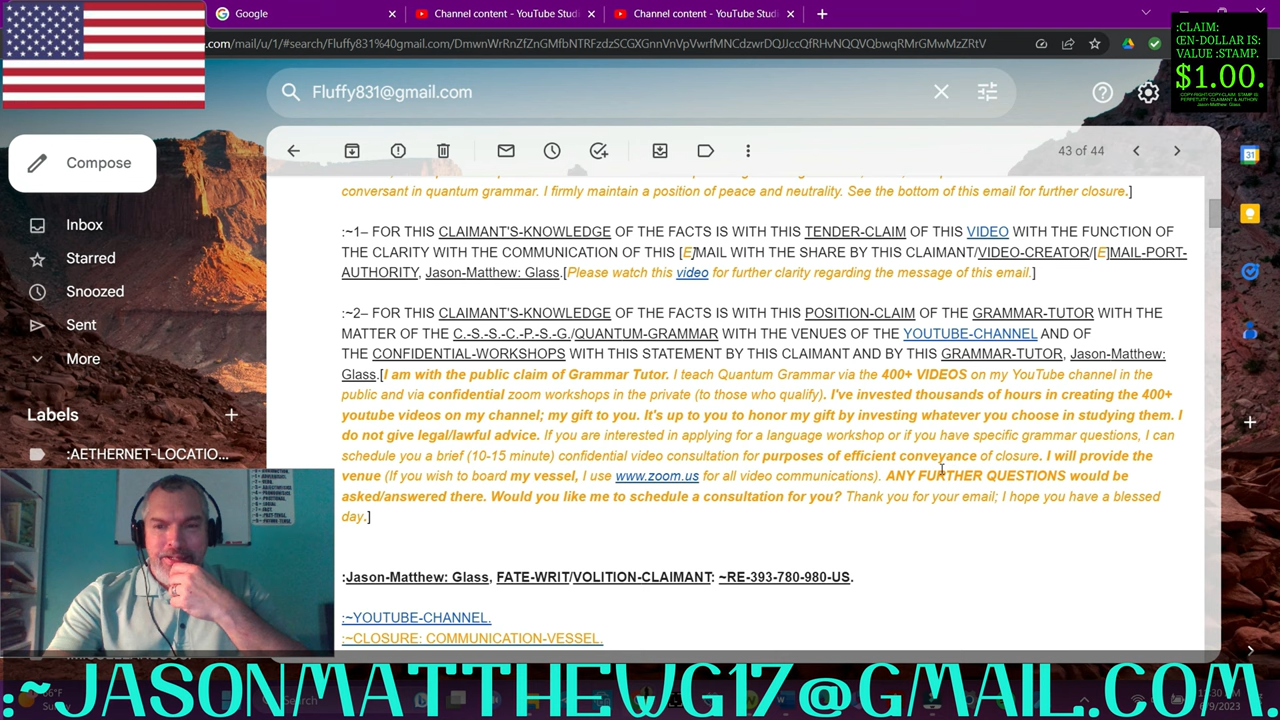 Google
Channel content - YouTube Studi
Channel content - YouTube Studi
.com/mail/u/1/#search/Fluffy831%40gmail.com/DmwnWrRnZfZnGMfbNTRFzdzSCGXGnnVnVpVwrfMNCdzwrDQJJccQfRHvNQQVQbwqRMrGMwMzZRtV
:CLAIM:
ŒN-DOLLAR IS:
VALUE :STAMP.
$1.00.
Fluffy831@gmail.com
Compose
43 of 44
Inbox
Starred
Snoozed
Sent
More
Labels
:AETHERNET-LOCATIO...
conversant in quantum grammar. I firmly maintain a position of peace and neutrality. See the bottom of this email for further closure.]
:~1– FOR THIS CLAIMANT'S-KNOWLEDGE OF THE FACTS IS WITH THIS TENDER-CLAIM OF THIS VIDEO WITH THE FUNCTION OF
THE CLARITY WITH THE COMMUNICATION OF THIS [E]MAIL WITH THE SHARE BY THIS CLAIMANT/VIDEO-CREATOR/[E]MAIL-PORT-
AUTHORITY, Jason-Matthew: Glass.[Please watch this video for further clarity regarding the message of this email.]
:~2– FOR THIS CLAIMANT'S-KNOWLEDGE OF THE FACTS IS WITH THIS POSITION-CLAIM OF THE GRAMMAR-TUTOR WITH THE
MATTER OF THE C.-S.-S.-C.-P.-S.-G./QUANTUM-GRAMMAR WITH THE VENUES OF THE YOUTUBE-CHANNEL AND OF
THE CONFIDENTIAL-WORKSHOPS WITH THIS STATEMENT BY THIS CLAIMANT AND BY THIS GRAMMAR-TUTOR, Jason-Matthew:
Glass.[I am with the public claim of Grammar Tutor. I teach Quantum Grammar via the 400+ VIDEOS on my YouTube channel in the
public and via confidential zoom workshops in the private (to those who qualify). I've invested thousands of hours in creating the 400+
youtube videos on my channel; my gift to you. It's up to you to honor my gift by investing whatever you choose in studying them. I
do not give legal/lawful advice. If you are interested in applying for a language workshop or if you have specific grammar questions, I can
schedule you a brief (10-15 minute) confidential video consultation for purposes of efficient conveyance of closure. I will provide the
venue (If you wish to board my vessel, I use www.zoom.us for all video communications). ANY FURTHER QUESTIONS would be
asked/answered there. Would you like me to schedule a consultation for you? Thank you for your email; I hope you have a blessed
day.]
:Jason-Matthew: Glass, FATE-WRIT/VOLITION-CLAIMANT: ~RE-393-780-980-US.
:~YOUTUBE-CHANNEL.
:~CLOSURE: COMMUNICATION-VESSEL.
:~JASONMATTHEWG17@GMAIL.COM.